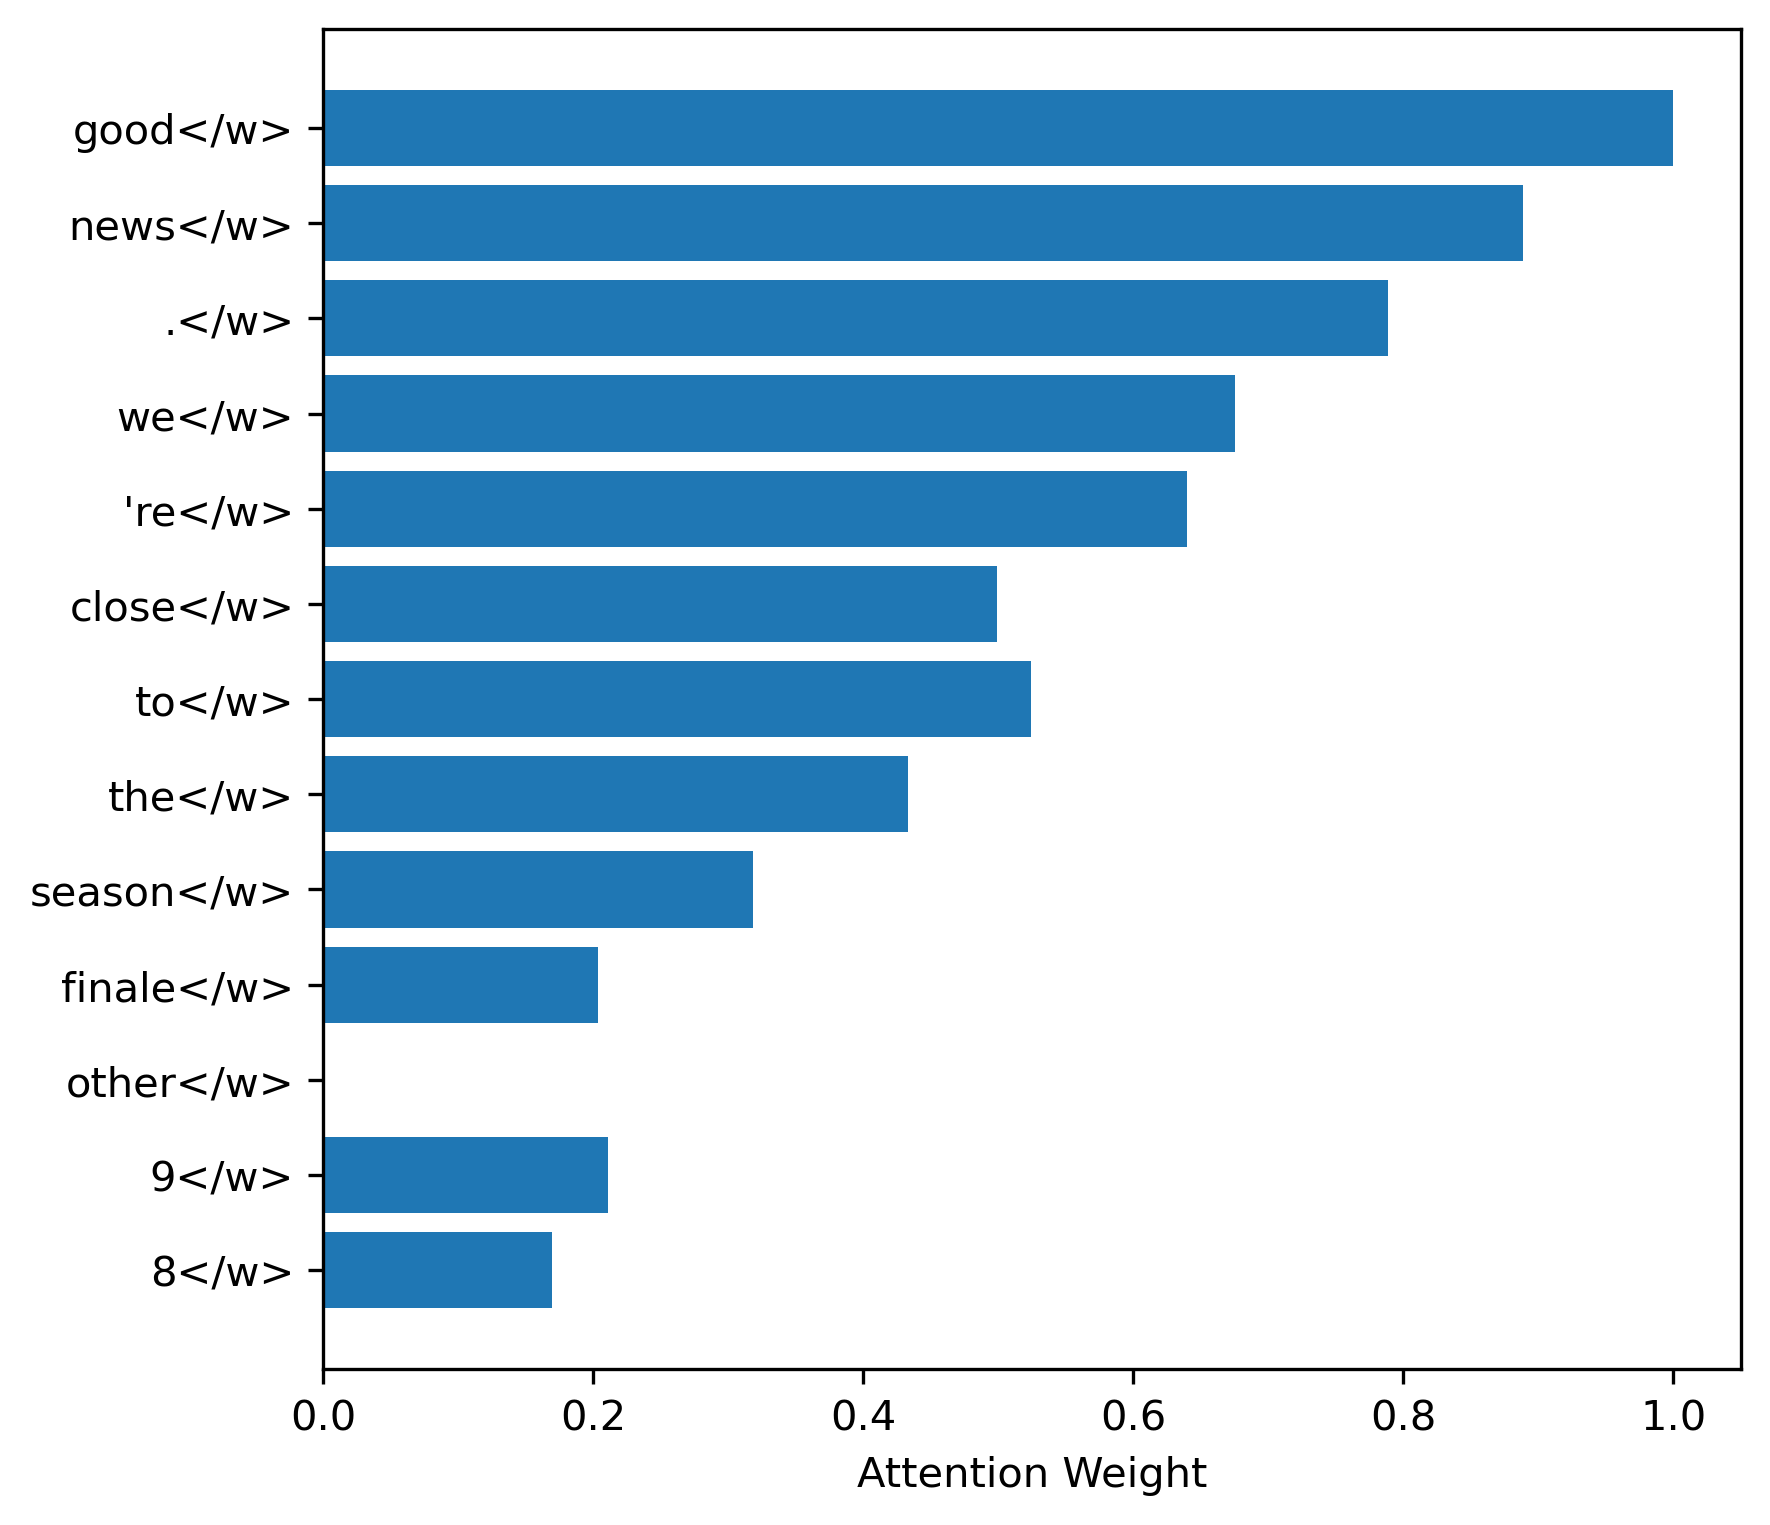 good</w>
news</w>
.</w>
we</w>
're</w>
close</w>
to</w>
the</w>
season</w>
finale</w>
other</w>
9</w>
8</w>
0.0 0.2 0.4 0.6 0.8 1.0
Attention Weight